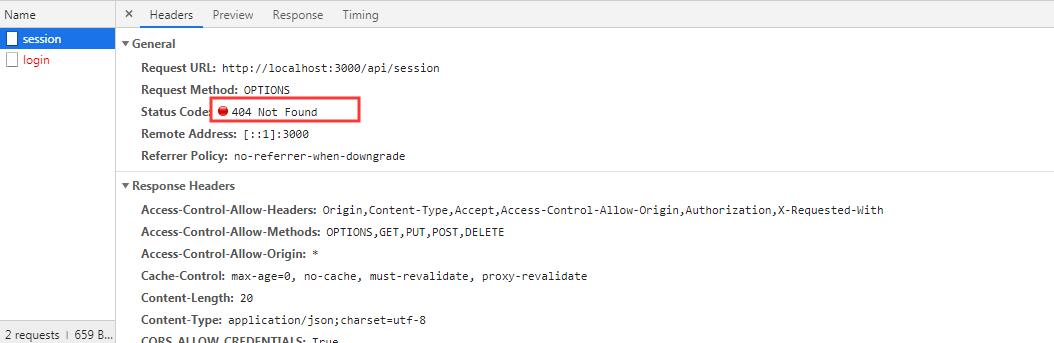 Name
× Headers Preview Response Timing
session
login
▼ General
Request URL: http://localhost:3000/api/session
Request Method: OPTIONS
Status Code: 404 Not Found
Remote Address: [::1]:3000
Referrer Policy: no-referrer-when-downgrade
▼ Response Headers
Access-Control-Allow-Headers: Origin,Content-Type,Accept,Access-Control-Allow-Origin,Authorization,X-Requested-With
Access-Control-Allow-Methods: OPTIONS,GET,PUT,POST,DELETE
Access-Control-Allow-Origin: *
Cache-Control: max-age=0, no-cache, must-revalidate, proxy-revalidate
Content-Length: 20
Content-Type: application/json;charset=utf-8
CORS_ALLOW_CREDENTIALS: True
2 requests | 659 B...